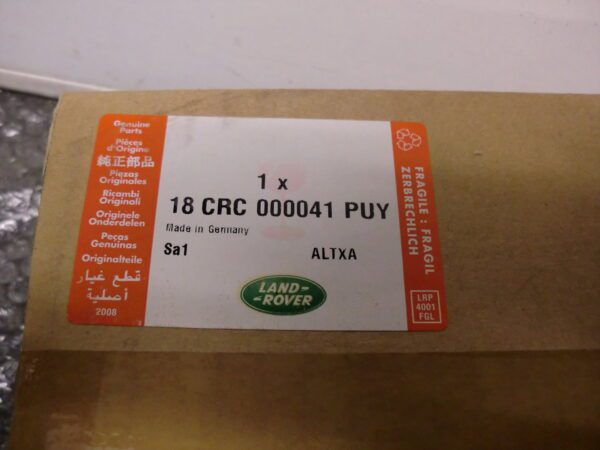 Genuine
Parts
Pièces
d'Origine
純正部品
Piezas
Originales
Ricambi
Originali
Originele
Onderdelen
Peças
Genuinas
Originalteile
قطع غيار
أصلية
2008
1 x
18 CRC 000041 PUY
Made in Germany
Sa1 ALTXA
LAND-
-ROVER
FRAGILE : FRAGIL
ZERBRECHLICH
LRP
4001
FGL